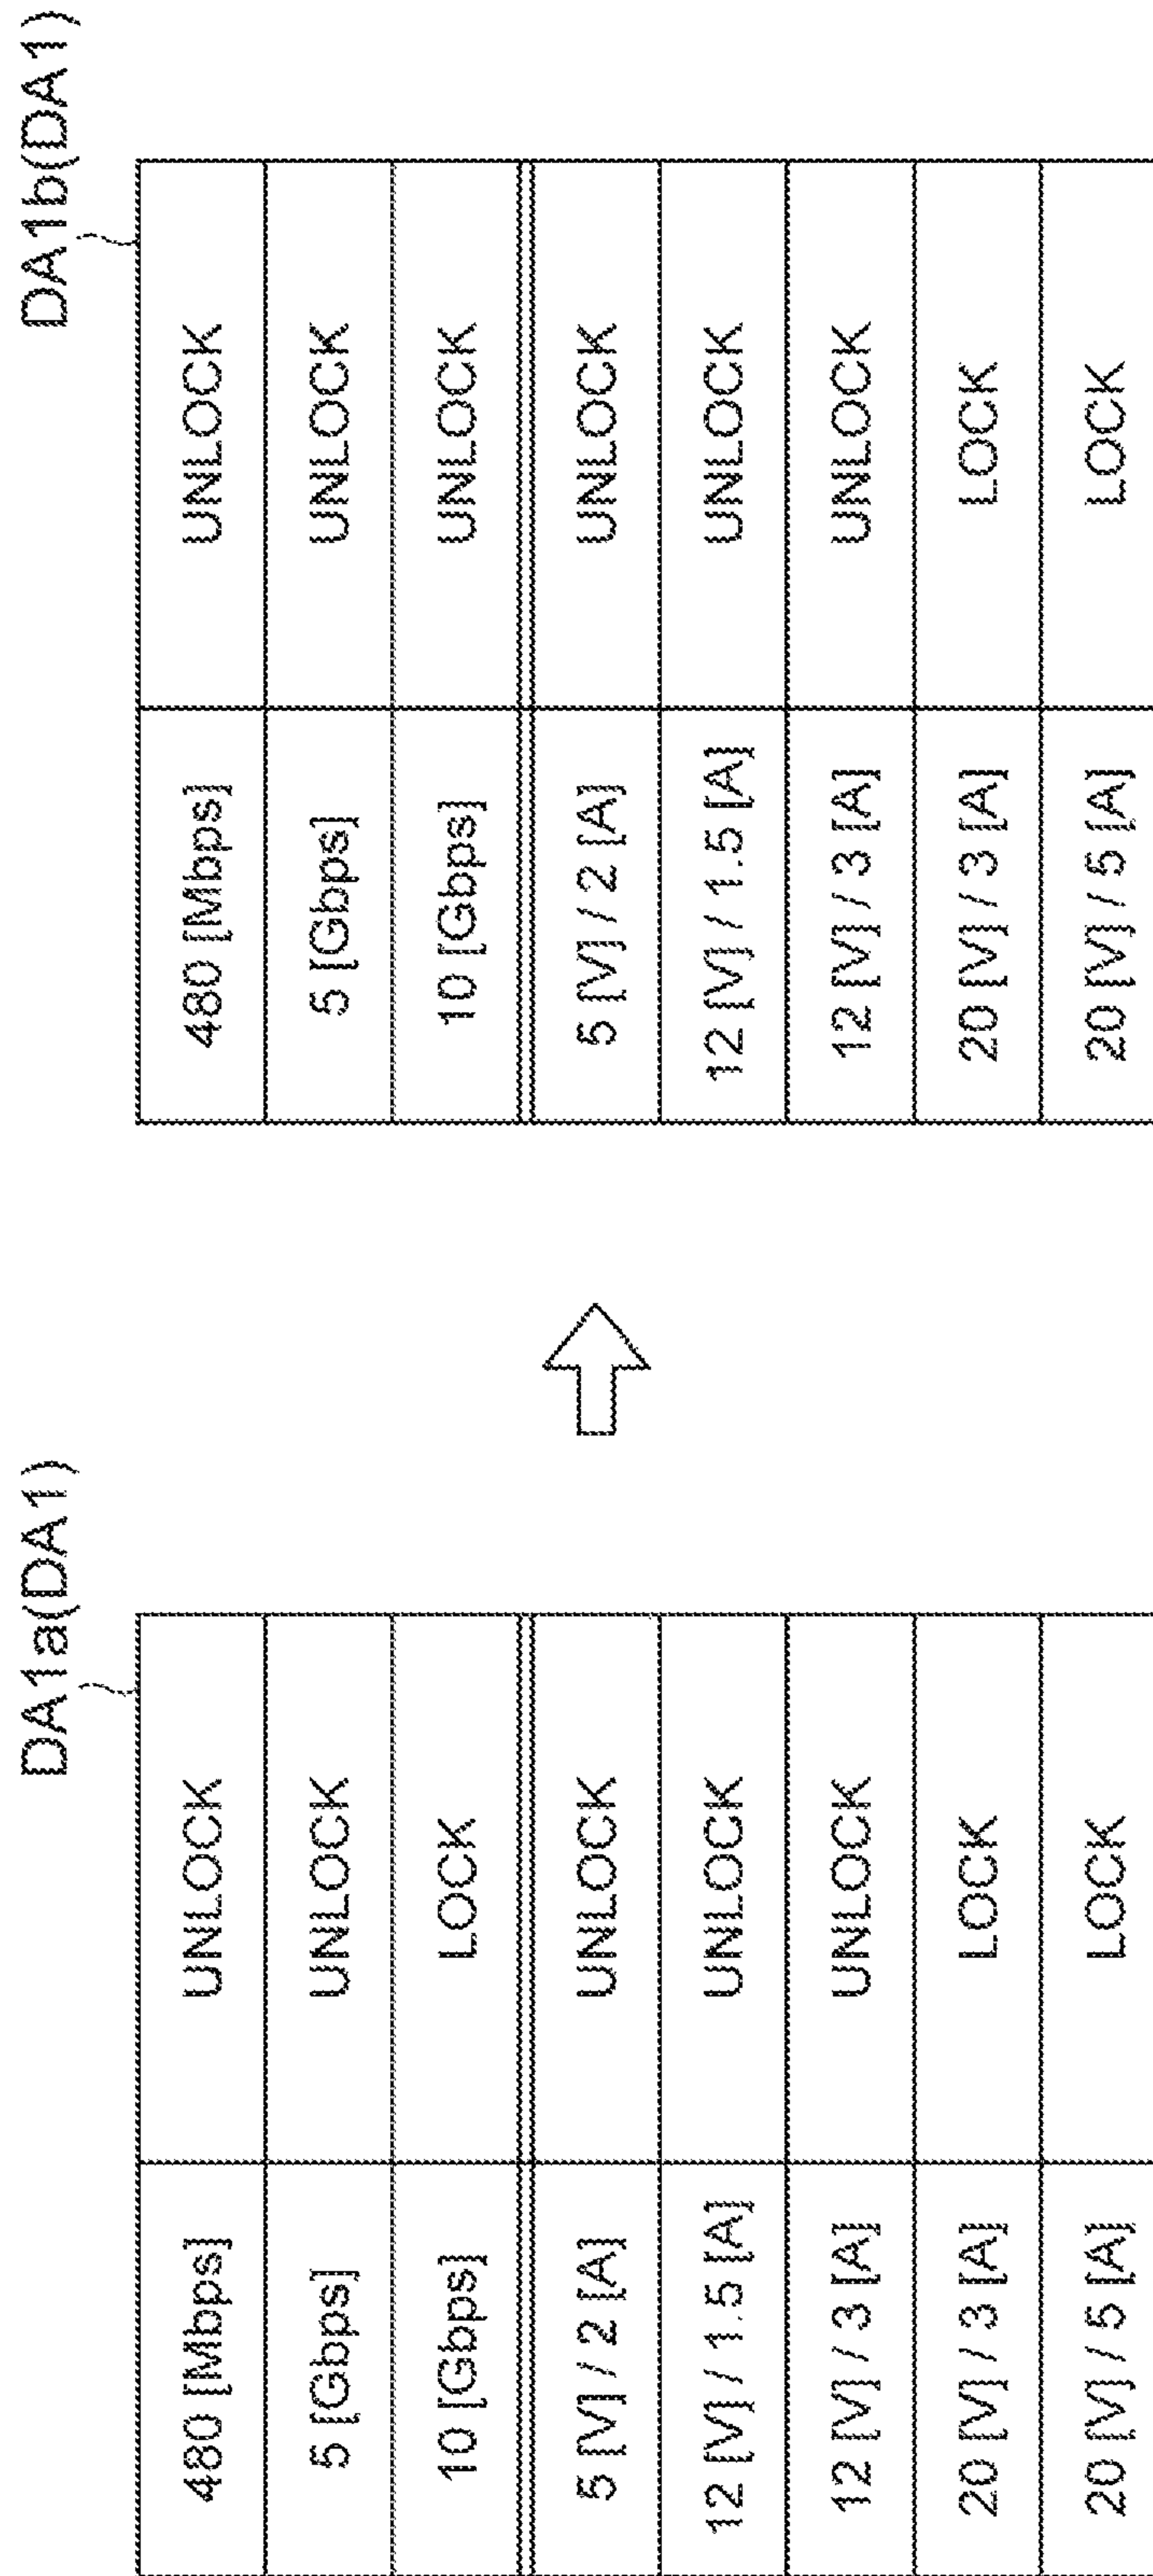 DA1a(DA1)
480 [Mbps] UNLOCK
5 [Gbps] UNLOCK
10 [Gbps] LOCK
5 [V] / 2 [A] UNLOCK
12 [V] / 1.5 [A] UNLOCK
12 [V] / 3 [A] UNLOCK
20 [V] / 3 [A] LOCK
20 [V] / 5 [A] LOCK
DA1b(DA1)
480 [Mbps] UNLOCK
5 [Gbps] UNLOCK
10 [Gbps] UNLOCK
5 [V] / 2 [A] UNLOCK
12 [V] / 1.5 [A] UNLOCK
12 [V] / 3 [A] UNLOCK
20 [V] / 3 [A] LOCK
20 [V] / 5 [A] LOCK